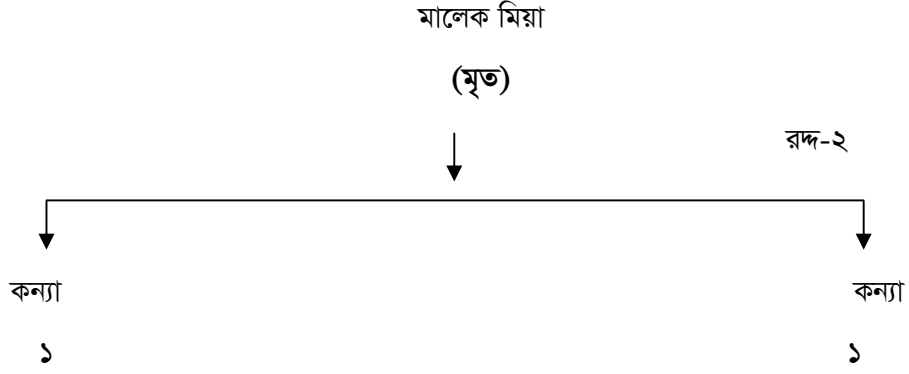 মালেক মিয়া
(মৃত)
রদ্দ-২
কন্যা কন্যা
১ ১